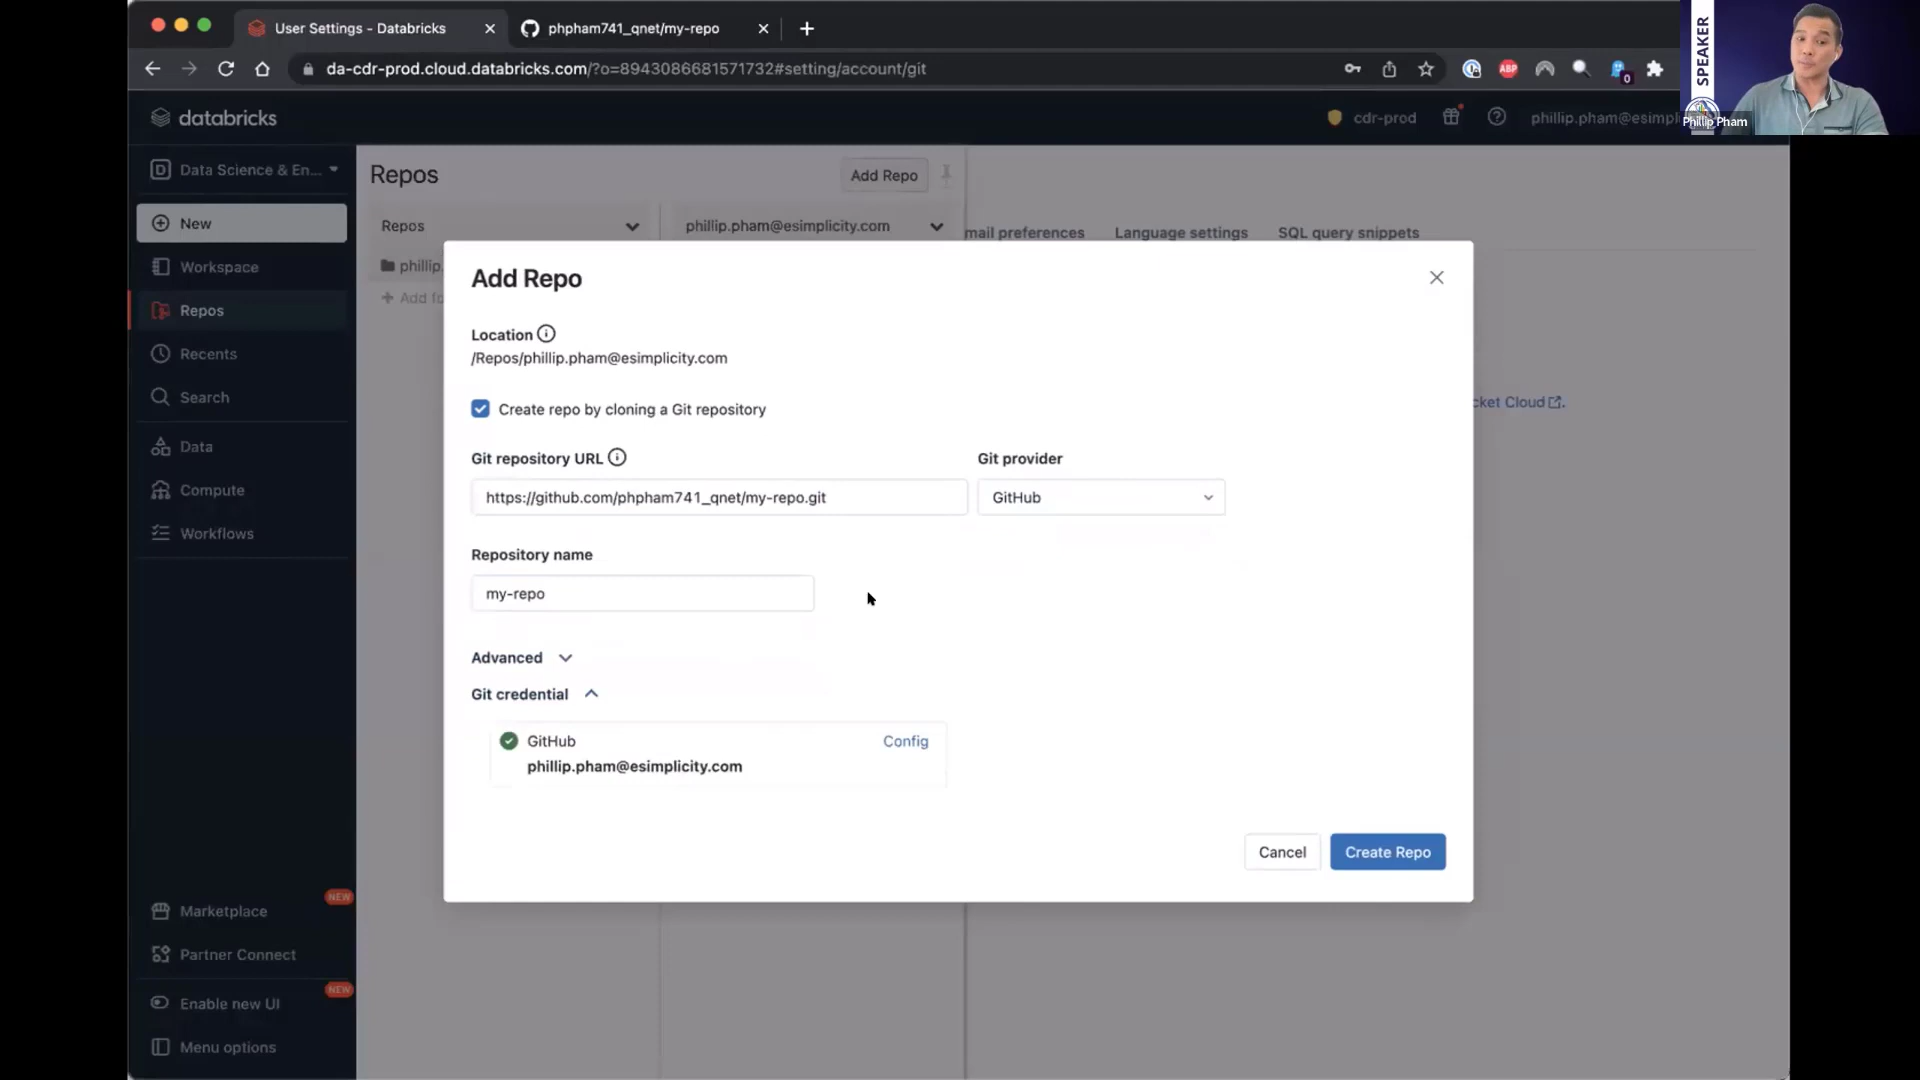 User Settings - Databricks
phpham741_qnet/my-repo
da-cdr-prod.cloud.databricks.com/?o=8943086681571732#setting/account/git
ABP
0
SPEAKER
Phillip Pham
databricks
cdr-prod
phillip.pham@esimpli
D Data Science & En...
Repos
Add Repo
New
Repos
phillip.pham@esimplicity.com
mail preferences
Language settings
SQL query snippets
Workspace
phillip.
Add fo
Repos
Recents
Search
Data
Compute
Workflows
Marketplace
NEW
Partner Connect
Enable new UI
NEW
Menu options
cket Cloud.
Add Repo
Location
/Repos/phillip.pham@esimplicity.com
Create repo by cloning a Git repository
Git repository URL
Git provider
https://github.com/phpham741_qnet/my-repo.git
GitHub
Repository name
my-repo
Advanced
Git credential
GitHub
Config
phillip.pham@esimplicity.com
Cancel
Create Repo